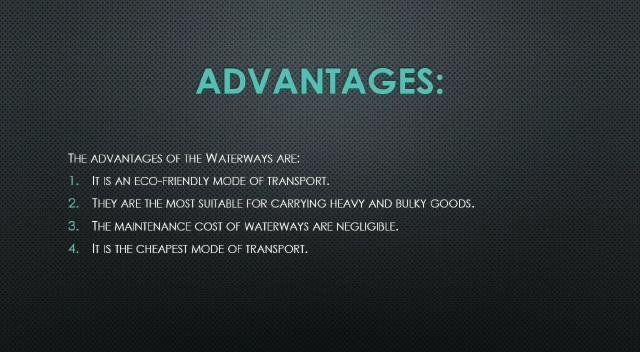 ADVANTAGES:
THE ADVANTAGES OF THE WATERWAYS ARE:
1. IT IS AN ECO-FRIENDLY MODE OF TRANSPORT.
2. THEY ARE THE MOST SUITABLE FOR CARRYING HEAVY AND BULKY GOODS.
3. THE MAINTENANCE COST OF WATERWAYS ARE NEGLIGIBLE.
4. IT IS THE CHEAPEST MODE OF TRANSPORT.